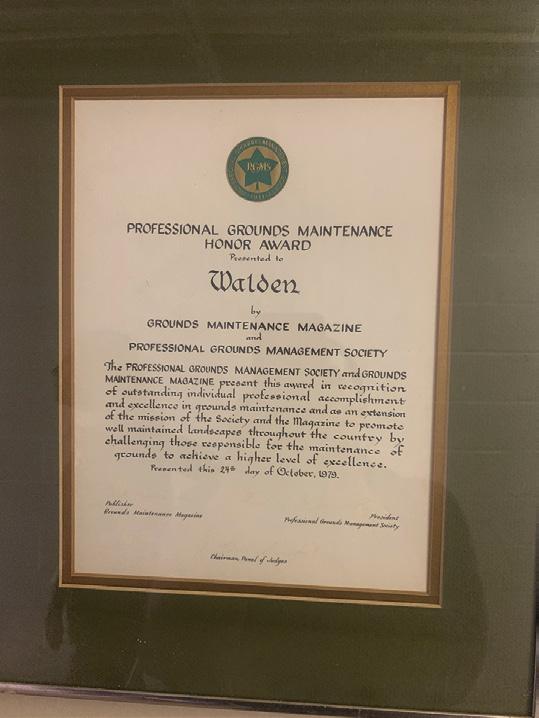 PGMS
PROFESSIONAL GROUNDS MAINTENANCE
HONOR AWARD
Presented to
Walden
by
GROUNDS MAINTENANCE MAGAZINE
and
PROFESSIONAL GROUNDS MANAGEMENT SOCIETY
The PROFESSIONAL GROUNDS MANAGEMENT SOCIETY and GROUNDS
MAINTENANCE MAGAZINE present this award in recognition
of outstanding individual professional accomplishment
and excellence in grounds maintenance and as an extension
of the mission of the Society and the Magazine to promote
well maintained landscapes throughout the country by
challenging those responsible for the maintenance of
grounds to achieve a higher level of excellence.
Presented this 24th day of October, 1979.
Publisher
Grounds Maintenance Magazine
President
Professional Grounds Management Society
Chairman, Panel of Judges